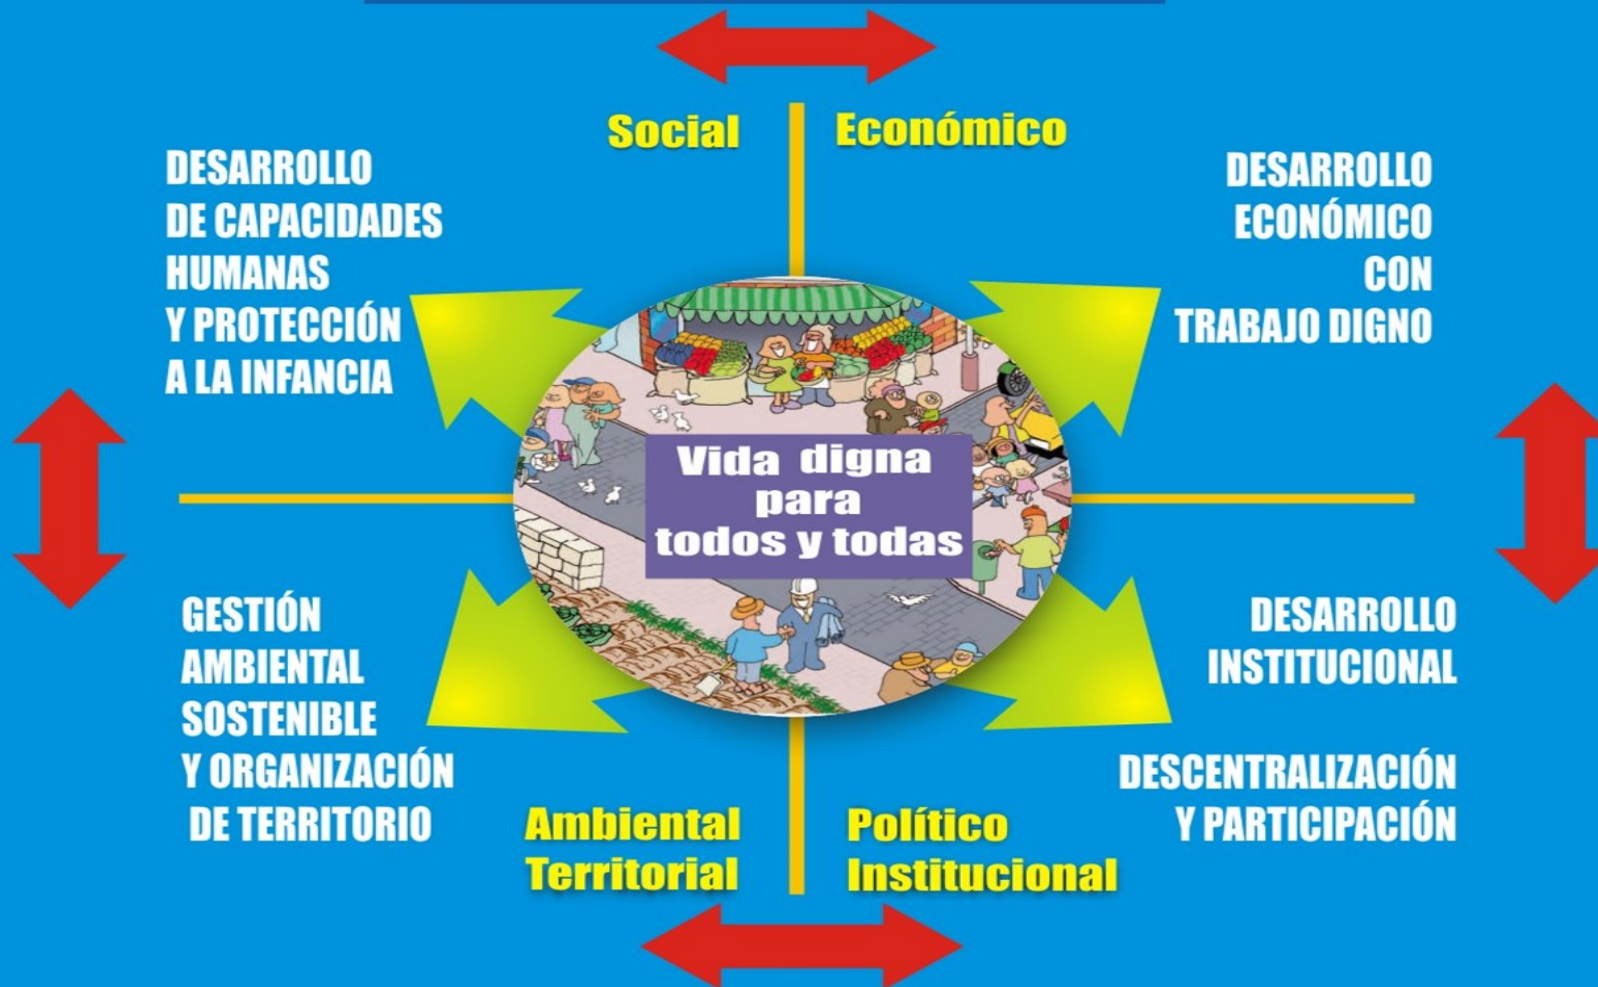 Social
Económico
DESARROLLO
DE CAPACIDADES
HUMANAS
Y PROTECCIÓN
A LA INFANCIA
DESARROLLO
ECONÓMICO
CON
TRABAJO DIGNO
Vida digna
para
todos y todas
GESTIÓN
AMBIENTAL
SOSTENIBLE
Y ORGANIZACIÓN
DE TERRITORIO
DESARROLLO
INSTITUCIONAL
DESCENTRALIZACIÓN
Y PARTICIPACIÓN
Ambiental
Territorial
Político
Institucional